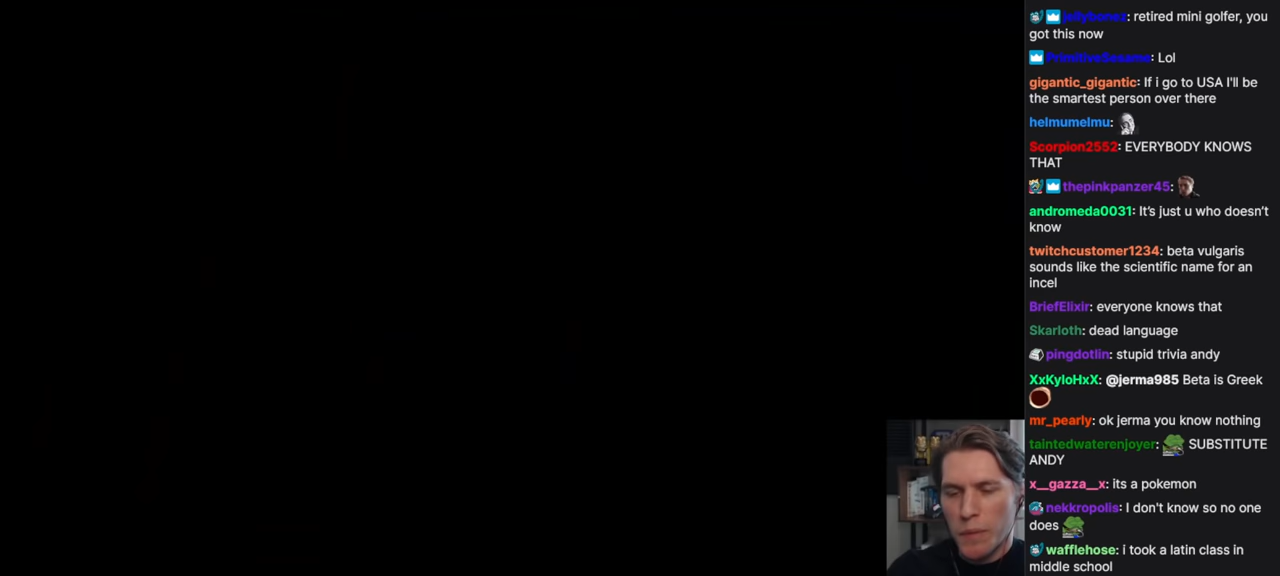 jellybonez: retired mini golfer, you
got this now
PrimitiveSesame: Lol
gigantic_gigantic: If i go to USA I'll be
the smartest person over there
helmumelmu:
Scorpion2552: EVERYBODY KNOWS
THAT
thepinkpanzer45:
andromeda0031: It's just u who doesn't
know
twitchcustomer1234: beta vulgaris
sounds like the scientific name for an
incel
BriefElixir: everyone knows that
Skarloth: dead language
pingdotlin: stupid trivia andy
XxKyloHxX: @jerma985 Beta is Greek
mr_pearly: ok jerma you know nothing
taintedwaterenjoyer: SUBSTITUTE
ANDY
x__gazza__x: its a pokemon
nekkropolis: I don't know so no one
does
wafflehose: i took a latin class in
middle school